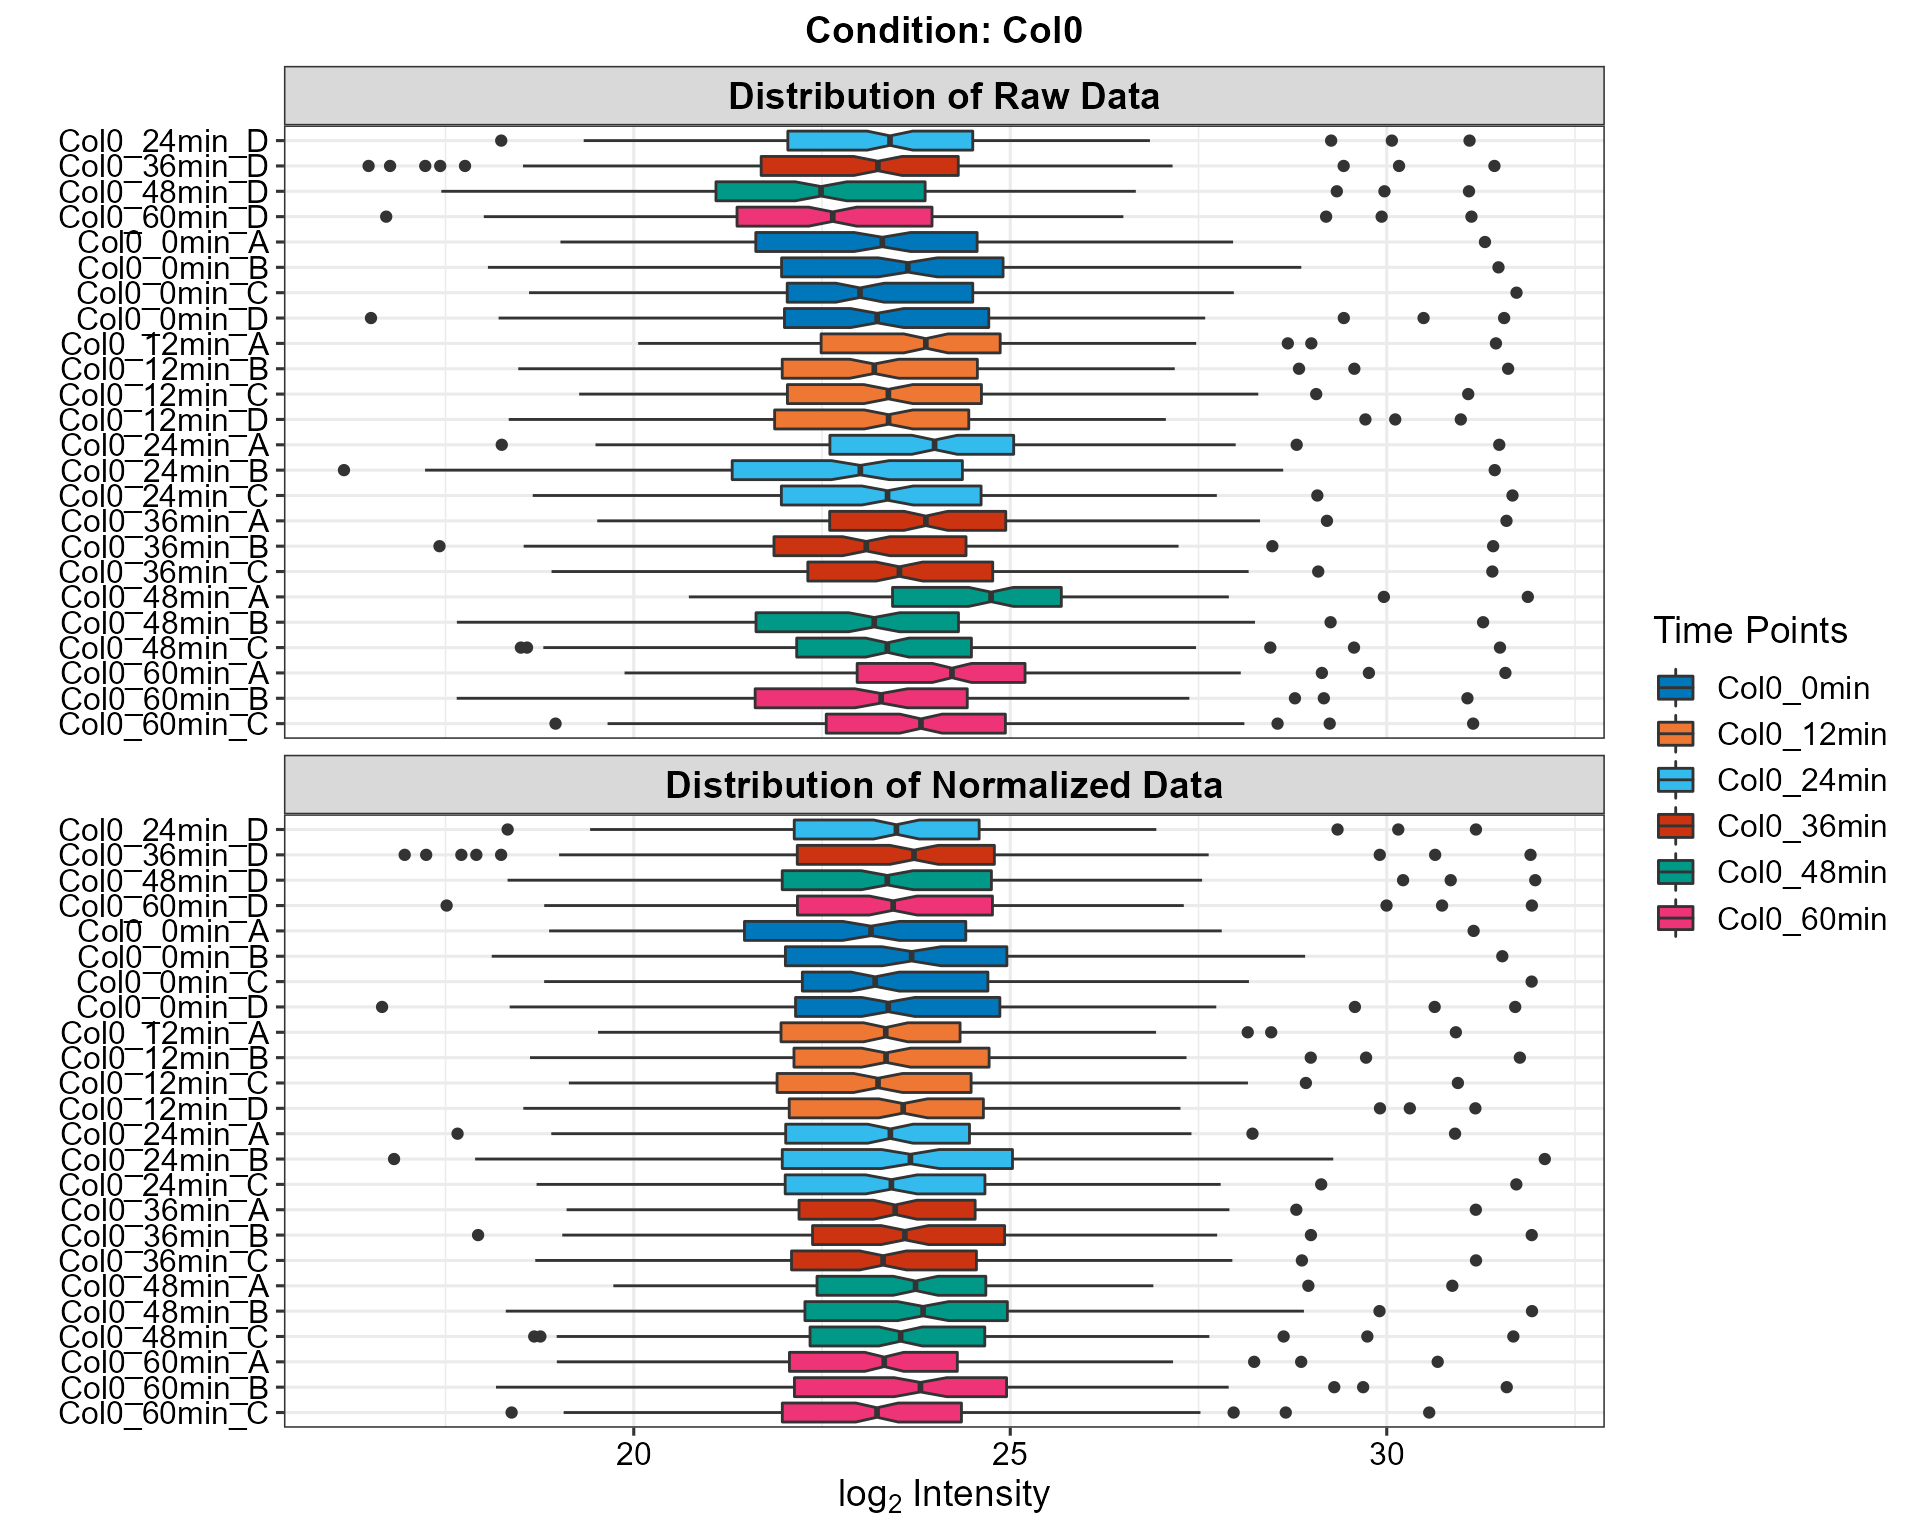 Condition: Col0
Distribution of Raw Data
Col0_24min_D
Col0_36min_D
Col0_48min_D
Col0_60min_D
Col0_0min_A
Col0_0min_B
Col0_0min_C
Col0_0min_D
Col0_12min_A
Col0_12min_B
Col0_12min_C
Col0_12min_D
Col0_24min_A
Col0_24min_B
Col0_24min_C
Col0_36min_A
Col0_36min_B
Col0_36min_C
Col0_48min_A
Col0_48min_B
Col0_48min_C
Col0_60min_A
Col0_60min_B
Col0_60min_C
Distribution of Normalized Data
Col0_24min_D
Col0_36min_D
Col0_48min_D
Col0_60min_D
Col0_0min_A
Col0_0min_B
Col0_0min_C
Col0_0min_D
Col0_12min_A
Col0_12min_B
Col0_12min_C
Col0_12min_D
Col0_24min_A
Col0_24min_B
Col0_24min_C
Col0_36min_A
Col0_36min_B
Col0_36min_C
Col0_48min_A
Col0_48min_B
Col0_48min_C
Col0_60min_A
Col0_60min_B
Col0_60min_C
20 25 30
log₂ Intensity
Time Points
Col0_0min
Col0_12min
Col0_24min
Col0_36min
Col0_48min
Col0_60min